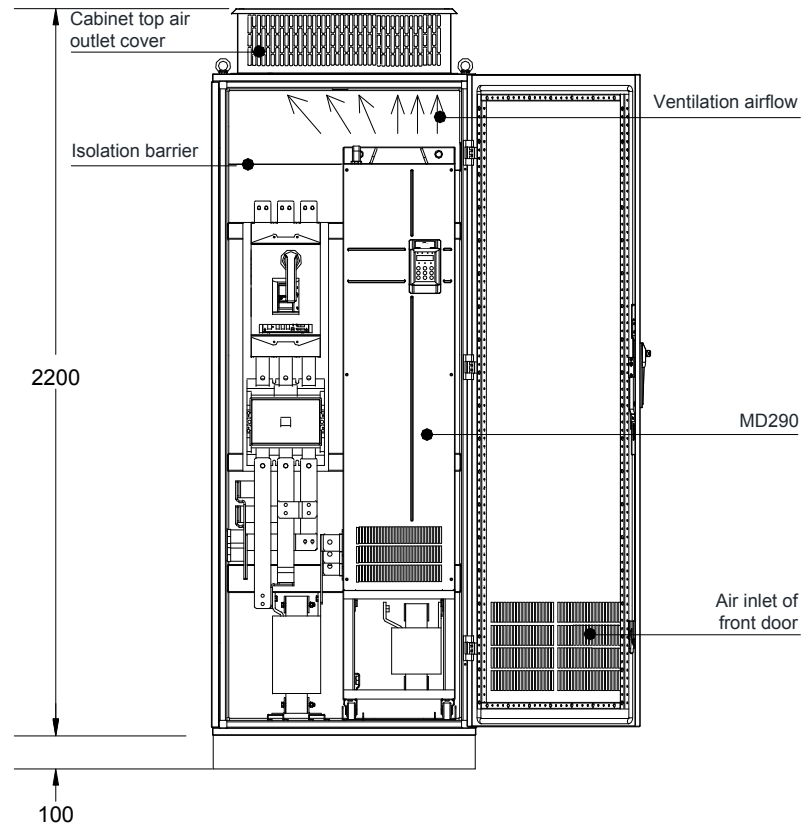 Cabinet top air
outlet cover
Ventilation airflow
Isolation barrier
2200
MD290
Air inlet of
front door
100